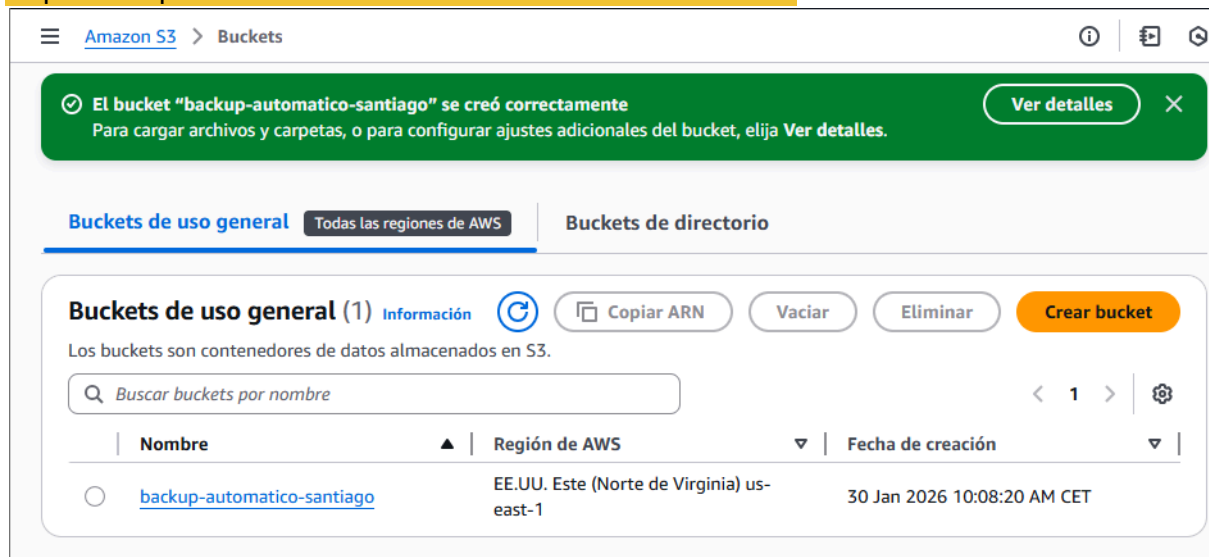 Amazon S3 > Buckets
El bucket “backup-automatico-santiago” se creó correctamente
Para cargar archivos y carpetas, o para configurar ajustes adicionales del bucket, elija Ver detalles.
Ver detalles
Buckets de uso general Todas las regiones de AWS
Buckets de directorio
Buckets de uso general (1) Información
Copiar ARN
Vaciar
Eliminar
Crear bucket
Los buckets son contenedores de datos almacenados en S3.
Buscar buckets por nombre
< 1 >
Nombre
Región de AWS
Fecha de creación
backup-automatico-santiago
EE.UU. Este (Norte de Virginia) us-
east-1
30 Jan 2026 10:08:20 AM CET